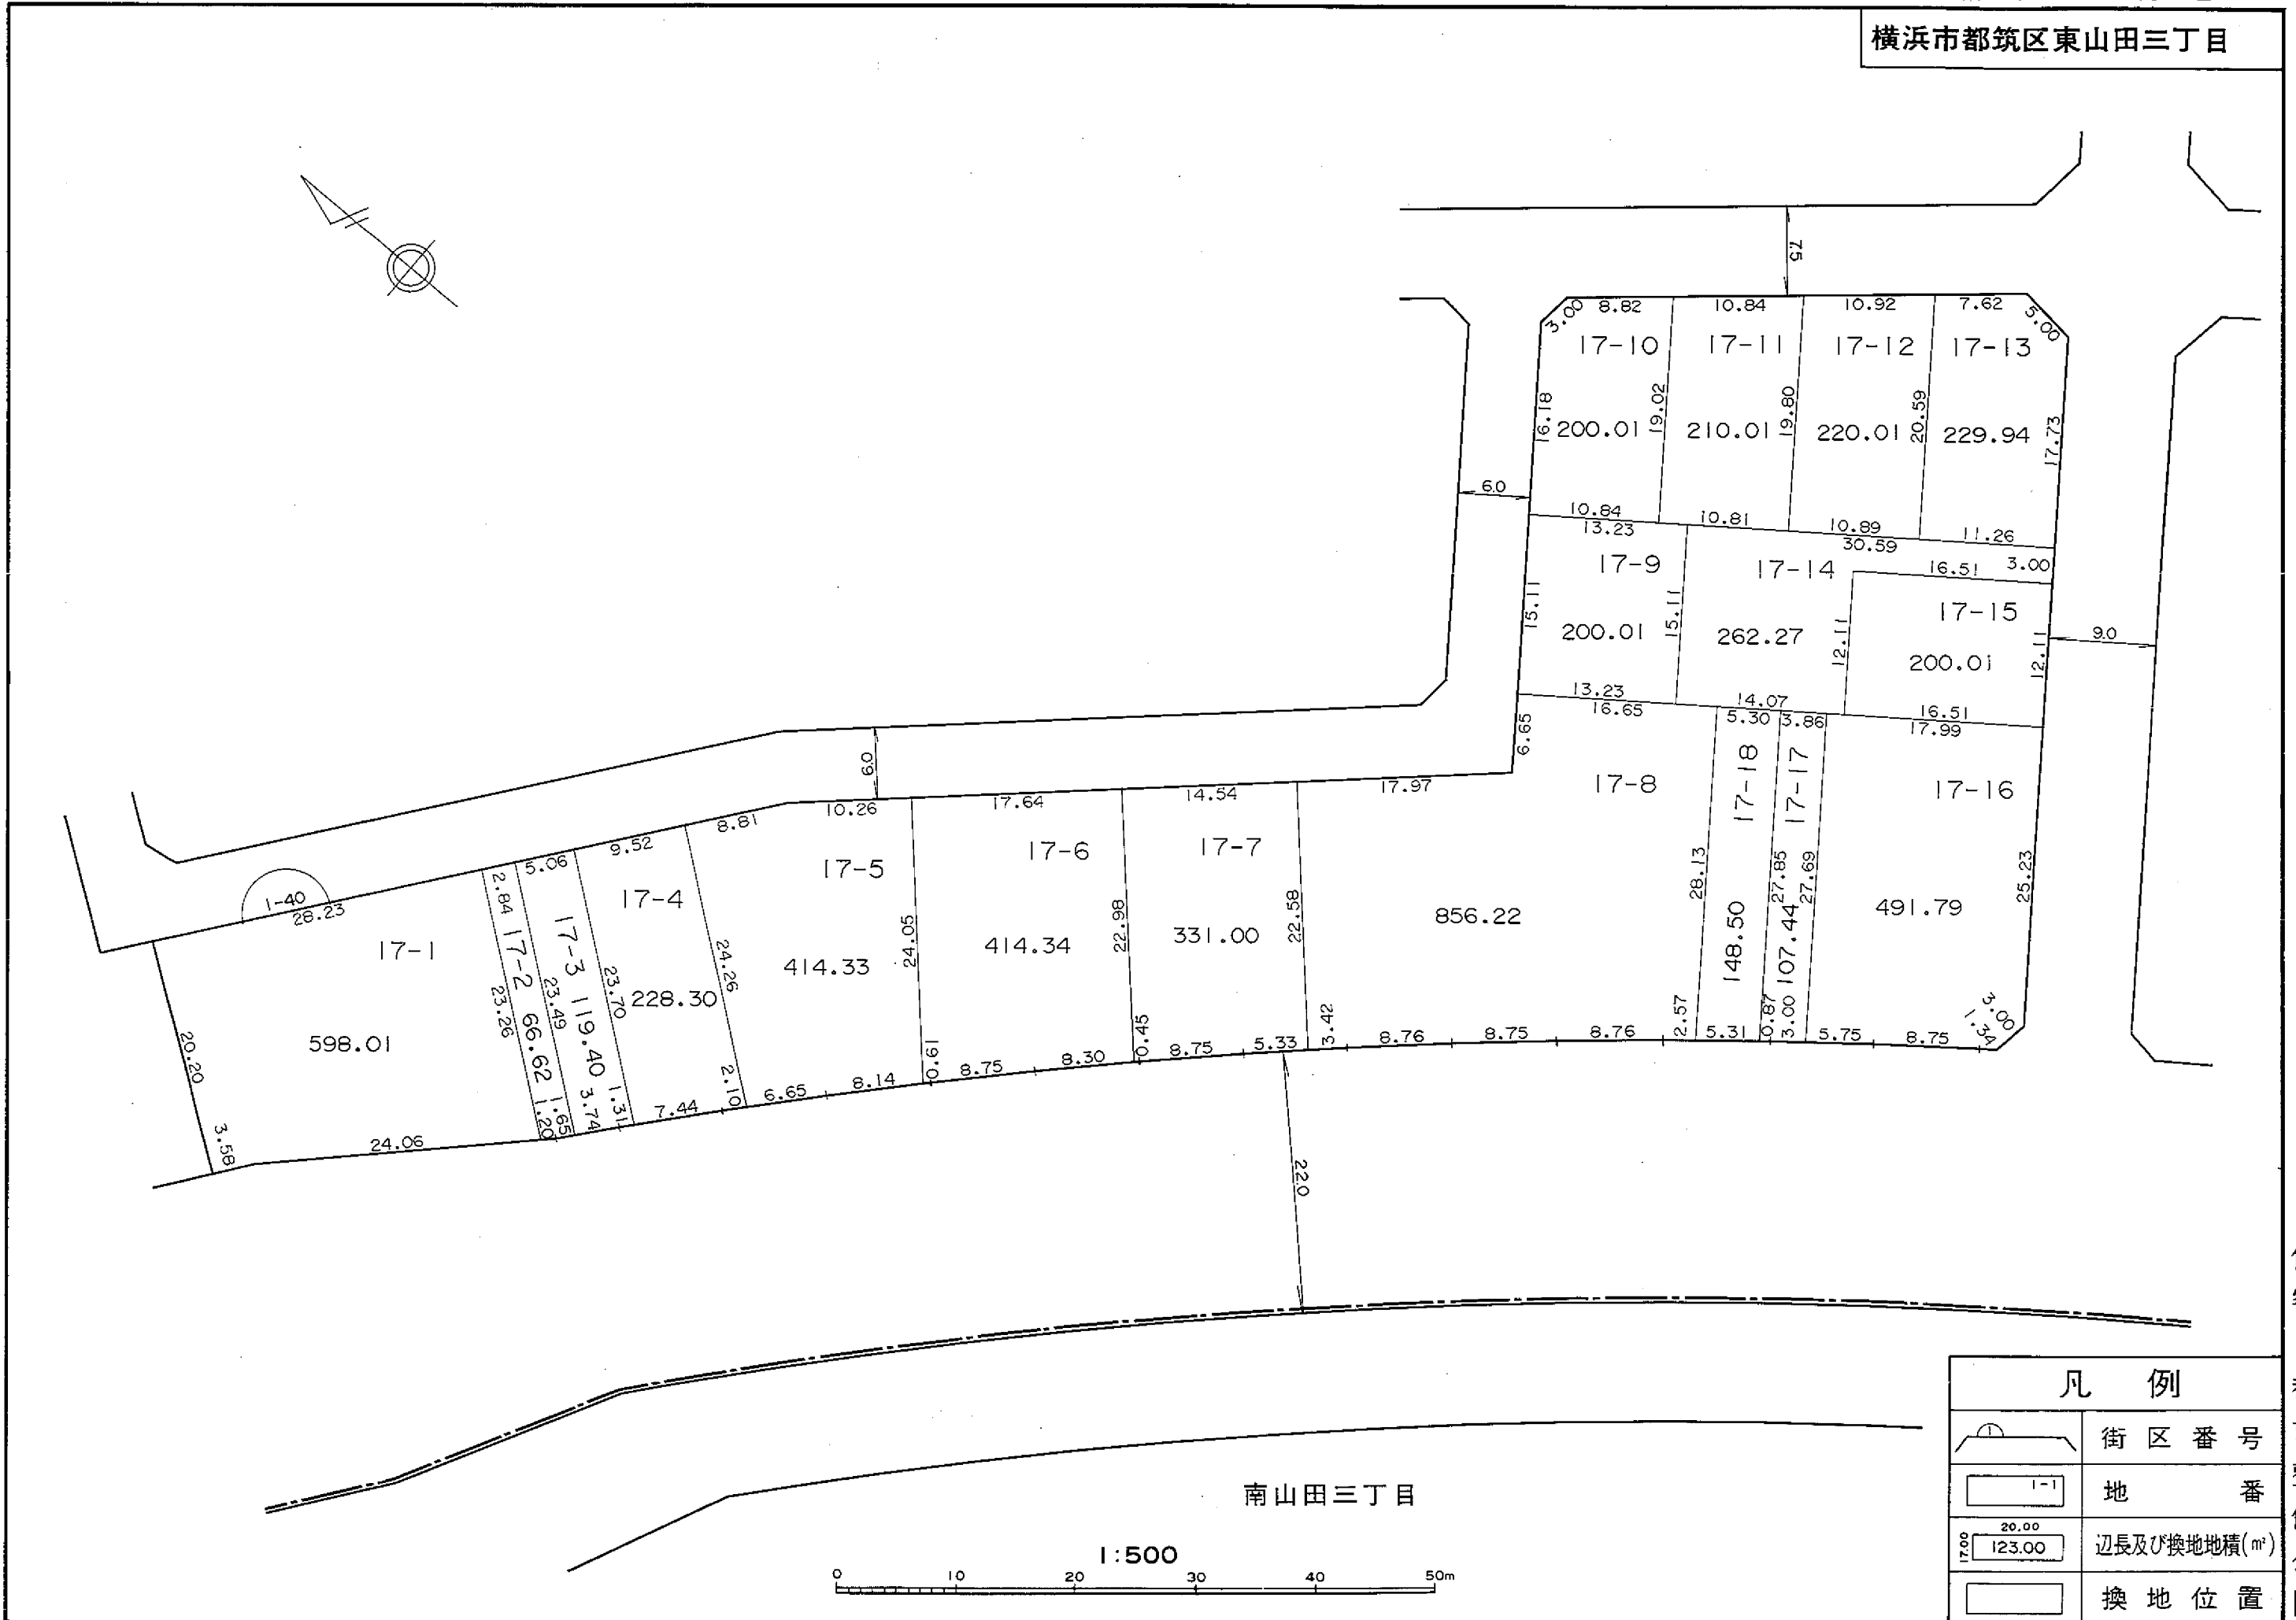 横浜市都筑区東山田三丁目
7.5
3.00 8.82 10.84 10.92 7.62 5.00
17-10 17-11 17-12 17-13
16.18 19.02 19.80 20.59 17.73
200.01 210.01 220.01 229.94
6.0
10.84 10.81 10.89 11.26
13.23 30.59
17-9 17-14 16.51 3.00
17-15
15.11 15.11 12.11 12.11
200.01 262.27 200.01
9.0
13.23 14.07 16.51
16.65 5.30 3.86 17.99
6.65
17-8 17-18 17-17 17-16
6.0
10.26 17.64 14.54 17.97
8.81
9.52
5.06
2.84
1-40
28.23
17-1 17-2 17-3 17-4 17-5 17-6 17-7
20.20 23.26 23.49 23.70 24.26 24.05 22.98 22.58 28.13 27.85 27.69 25.23
598.01 66.62 119.40 228.30 414.33 414.34 331.00 856.22 148.50 107.44 491.79
3.58 24.06 1.20 1.65 3.74 1.31 7.44 2.10 6.65 8.14 0.61 8.75 8.30 0.45 8.75 5.33 3.42 8.76 8.75 8.76 2.57 5.31 0.87 3.00 5.75 8.75 1.34 3.00
22.0
南山田三丁目
1:500
0 10 20 30 40 50m
凡 例
1 街区番号
1-1 地番
20.00 17.00 123.00 辺長及び換地地積(㎡)
換地位置